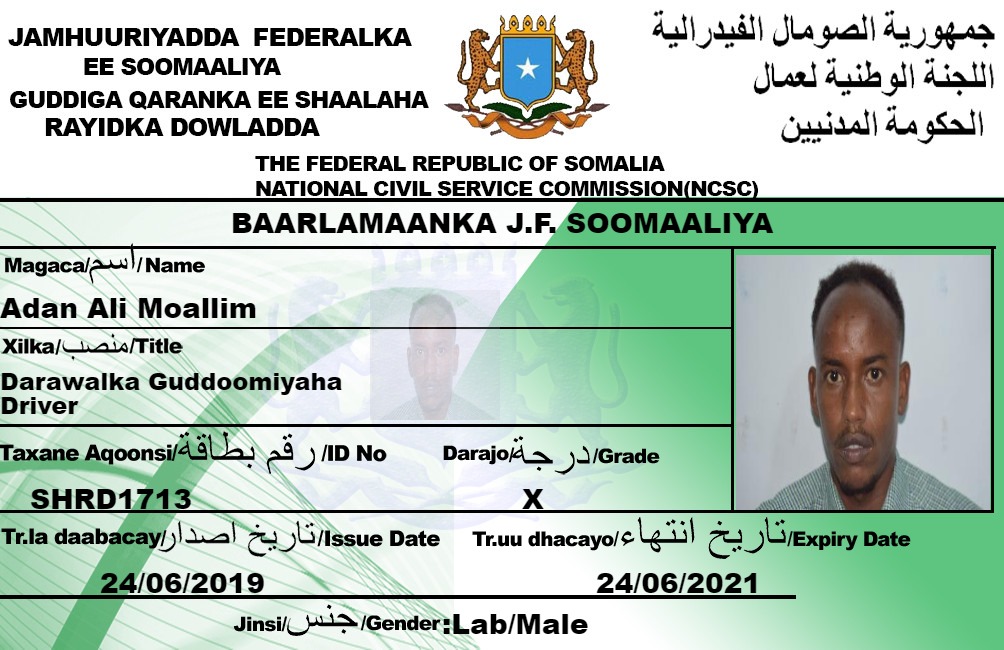 JAMHUURIYADDA FEDERALKA
EE SOOMAALIYA
GUDDIGA QARANKA EE SHAALAHA
RAYIDKA DOWLADDA
جمهورية الصومال الفيدرالية
اللجنة الوطنية لعمال
الحكومة المدنيين
THE FEDERAL REPUBLIC OF SOMALIA
NATIONAL CIVIL SERVICE COMMISSION(NCSC)
BAARLAMAANKA J.F. SOOMAALIYA
Magaca/اسم/Name
Adan Ali Moallim
Xilka/منصب/Title
Darawalka Guddoomiyaha
Driver
Taxane Aqoonsi/رقم بطاقة/ID No
SHRD1713
Darajo/درجة/Grade
X
Tr.la daabacay/تاريخ اصدار/Issue Date
24/06/2019
Tr.uu dhacayo/تاريخ انتهاء/Expiry Date
24/06/2021
Jinsi/جنس/Gender:Lab/Male